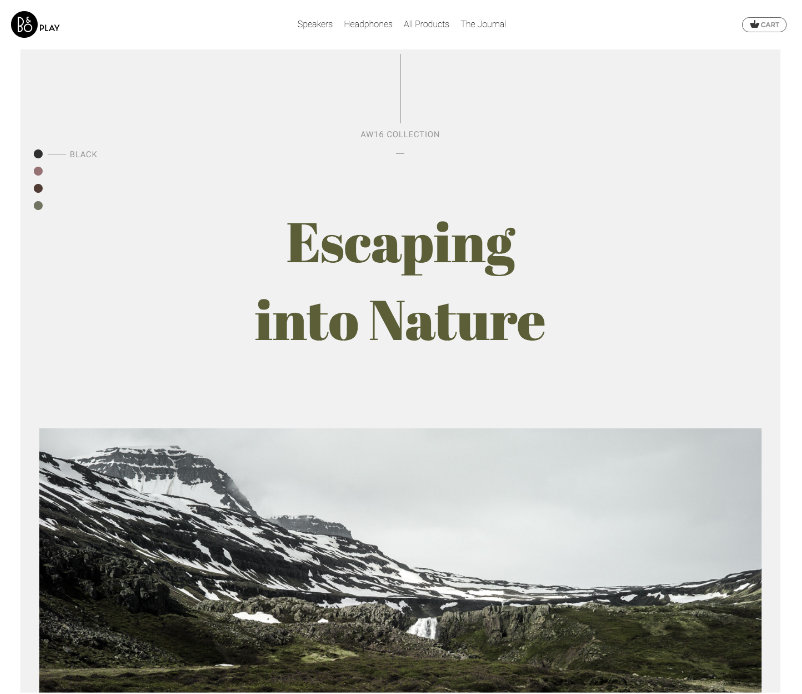 B&O PLAY
Speakers Headphones All Products The Journal
CART
AW16 COLLECTION
BLACK
Escaping
into Nature